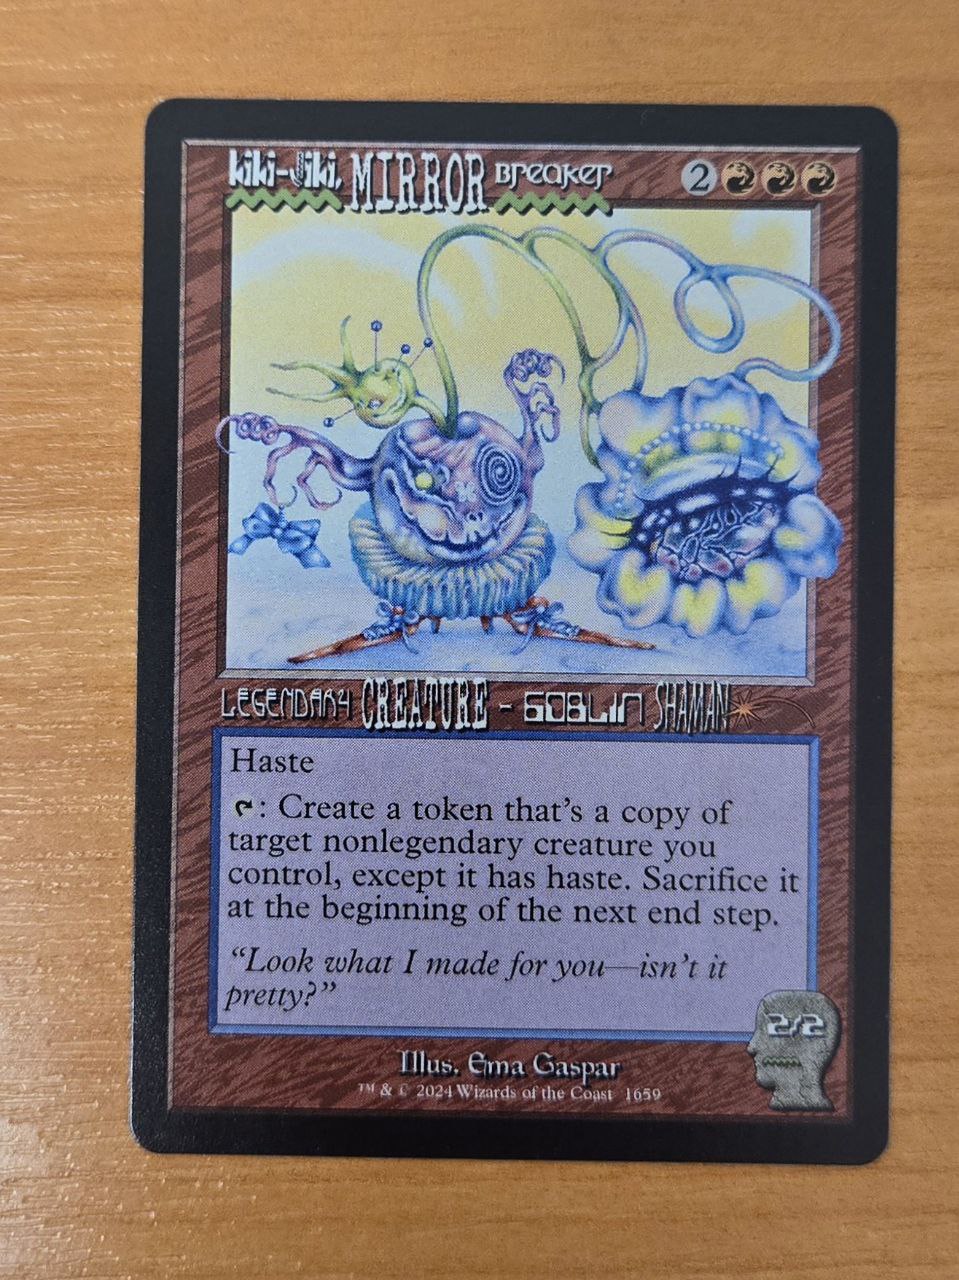 Kiki-Jiki, MIRROR Breaker 2
LEGENDARY CREATURE - GOBLIN SHAMAN
Haste
: Create a token that's a copy of
target nonlegendary creature you
control, except it has haste. Sacrifice it
at the beginning of the next end step.
“Look what I made for you—isn't it
pretty?”
2/2
Illus. Ema Gaspar
™ & © 2024 Wizards of the Coast 1659